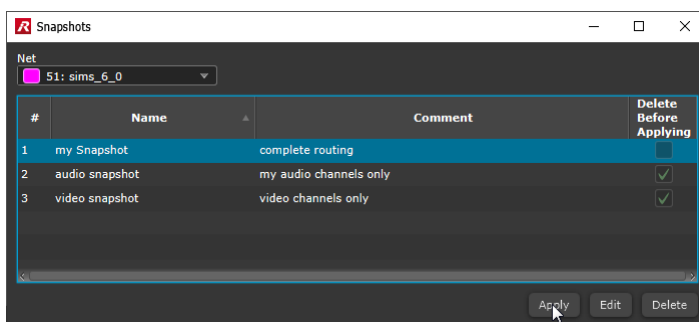 Snapshots
Net
51: sims_6_0
# Name Comment Delete Before Applying
1 my Snapshot complete routing
2 audio snapshot my audio channels only
3 video snapshot video channels only
Apply Edit Delete